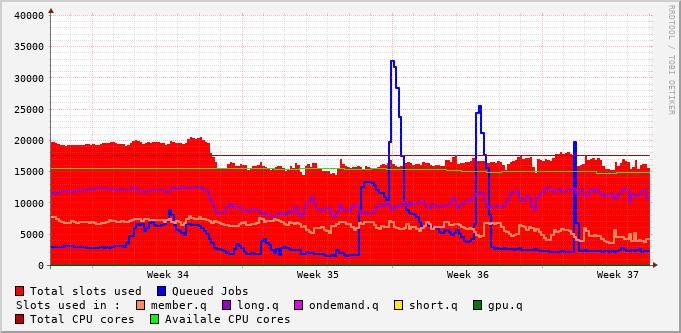 40000
35000
30000
25000
20000
15000
10000
5000
0
Week 34 Week 35 Week 36 Week 37
RRDTOOL / TOBI OETIKER
Total slots used Queued Jobs
Slots used in : member.q long.q ondemand.q short.q gpu.q
Total CPU cores Availale CPU cores